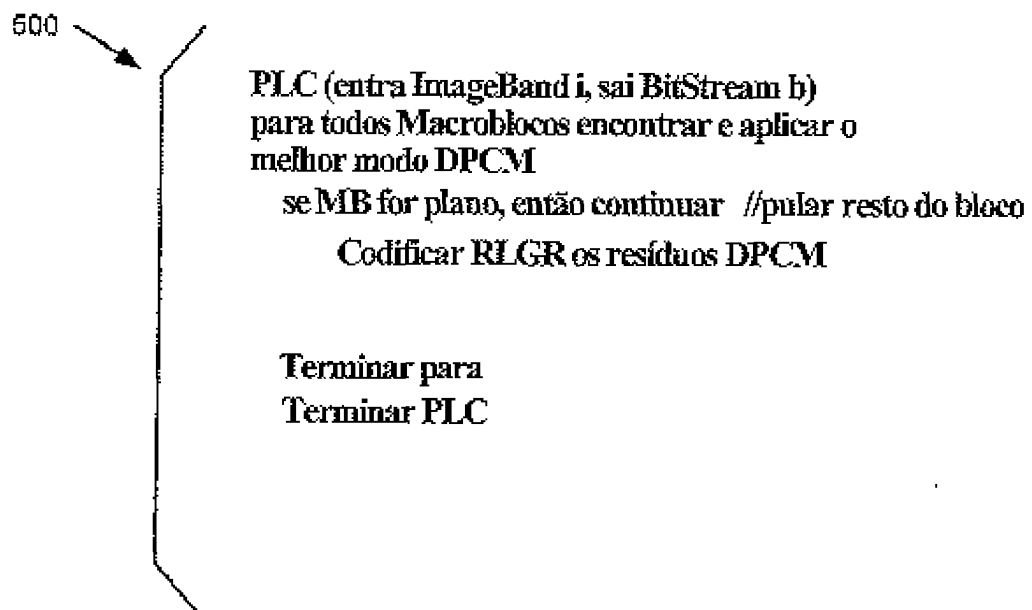 600
PLC (entra ImageBand i, sai BitStream b)
para todos Macroblocos encontrar e aplicar o
melhor modo DPCM
se MB for plano, então continuar //pular resto do bloco
Codificar RLGR os resíduos DPCM
Terminar para
Terminar PLC